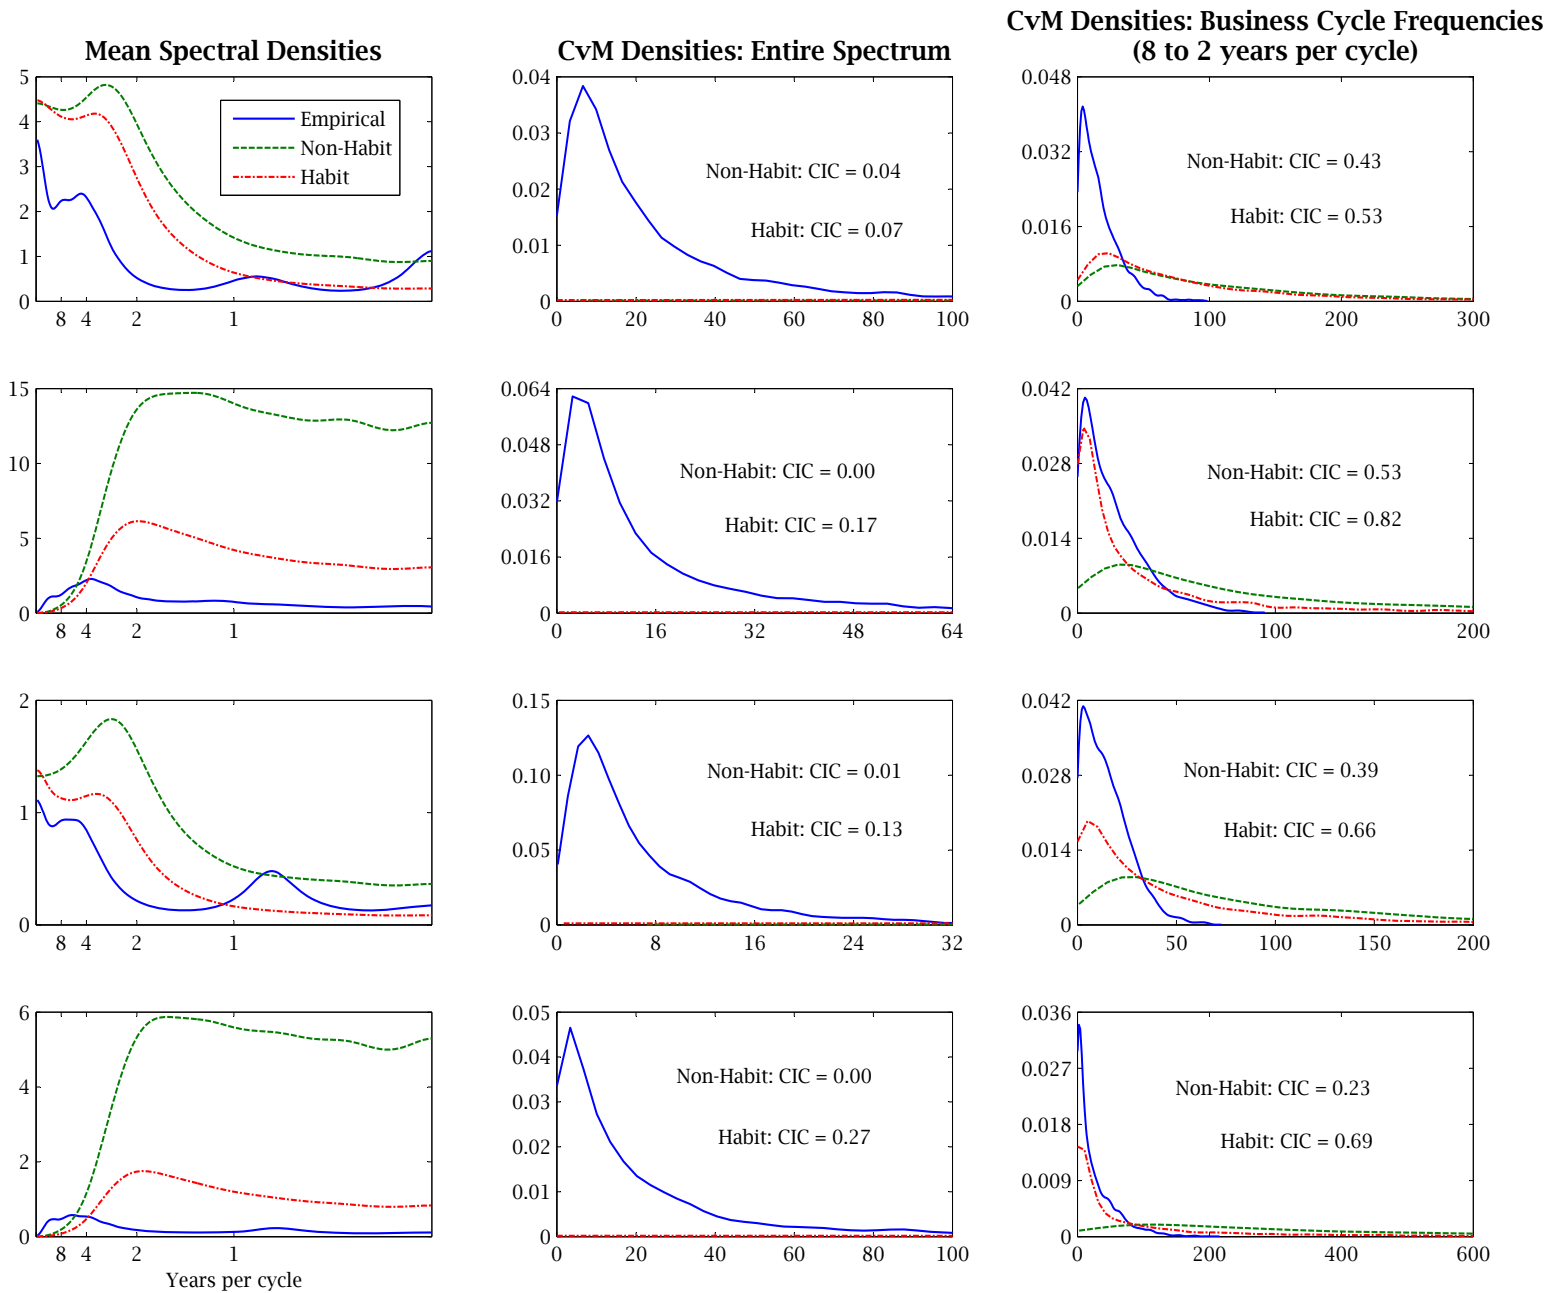 Mean Spectral Densities
CvM Densities: Entire Spectrum
CvM Densities: Business Cycle Frequencies
(8 to 2 years per cycle)
5
4
3
2
1
0
8 4 2 1
Empirical
Non-Habit
Habit
0.04
0.03
0.02
0.01
0
0 20 40 60 80 100
Non-Habit: CIC = 0.04
Habit: CIC = 0.07
0.048
0.032
0.016
0
0 100 200 300
Non-Habit: CIC = 0.43
Habit: CIC = 0.53
15
10
5
0
8 4 2 1
0.064
0.048
0.032
0.016
0
0 16 32 48 64
Non-Habit: CIC = 0.00
Habit: CIC = 0.17
0.042
0.028
0.014
0
0 100 200
Non-Habit: CIC = 0.53
Habit: CIC = 0.82
2
1
0
8 4 2 1
0.15
0.10
0.05
0
0 8 16 24 32
Non-Habit: CIC = 0.01
Habit: CIC = 0.13
0.042
0.028
0.014
0
0 50 100 150 200
Non-Habit: CIC = 0.39
Habit: CIC = 0.66
6
4
2
0
8 4 2 1
Years per cycle
0.05
0.04
0.03
0.02
0.01
0
0 20 40 60 80 100
Non-Habit: CIC = 0.00
Habit: CIC = 0.27
0.036
0.027
0.018
0.009
0
0 200 400 600
Non-Habit: CIC = 0.23
Habit: CIC = 0.69